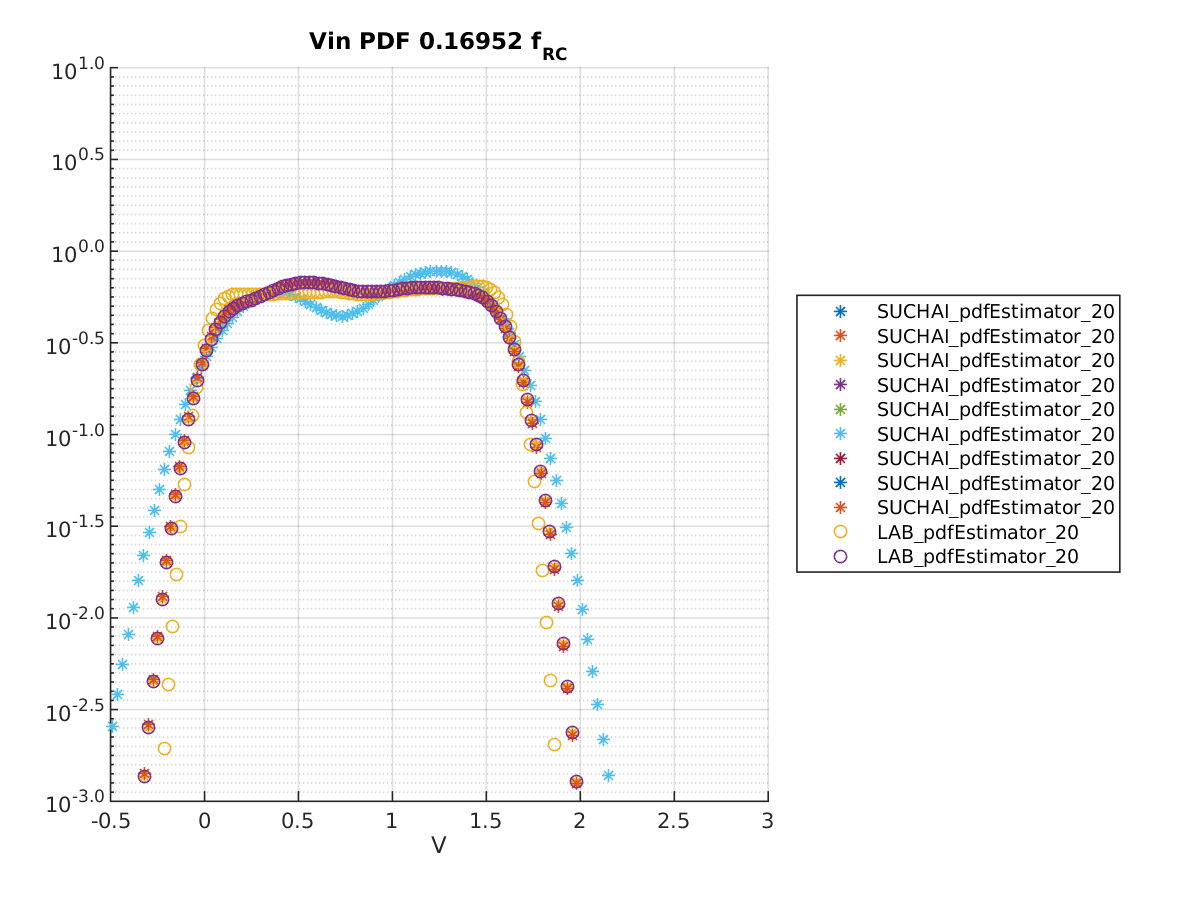 Vin PDF 0.16952 f_RC
10^1.0
10^0.5
10^0.0
10^-0.5
10^-1.0
10^-1.5
10^-2.0
10^-2.5
10^-3.0
-0.5 0 0.5 1 1.5 2 2.5 3
V
SUCHAI_pdfEstimator_20
SUCHAI_pdfEstimator_20
SUCHAI_pdfEstimator_20
SUCHAI_pdfEstimator_20
SUCHAI_pdfEstimator_20
SUCHAI_pdfEstimator_20
SUCHAI_pdfEstimator_20
SUCHAI_pdfEstimator_20
SUCHAI_pdfEstimator_20
LAB_pdfEstimator_20
LAB_pdfEstimator_20